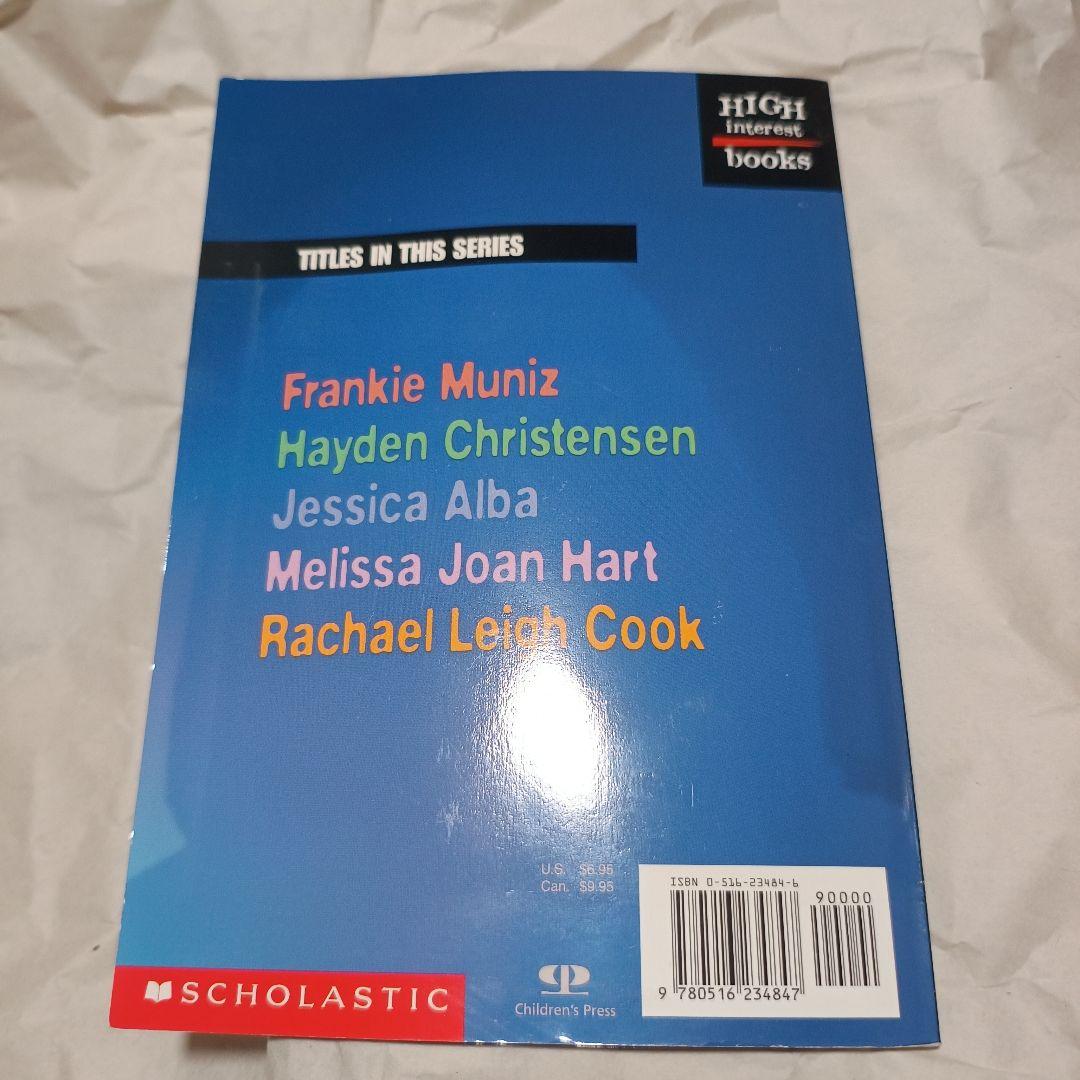 HIGH
interest
books
TITLES IN THIS SERIES
Frankie Muniz
Hayden Christensen
Jessica Alba
Melissa Joan Hart
Rachael Leigh Cook
U.S. $6.95
Can. $9.95
ISBN 0-516-23484-6
90000
9 780516 234847
SCHOLASTIC
Children's Press